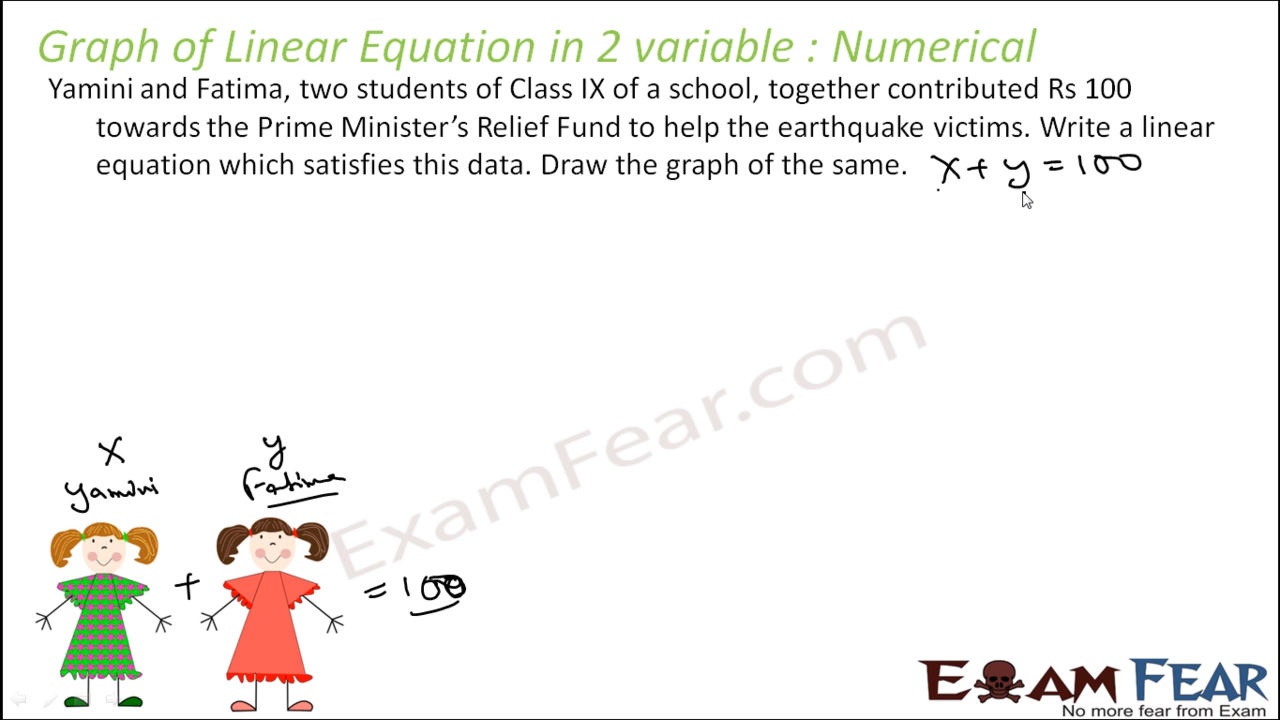 Graph of Linear Equation in 2 variable : Numerical
Yamini and Fatima, two students of Class IX of a school, together contributed Rs 100
towards the Prime Minister’s Relief Fund to help the earthquake victims. Write a linear
equation which satisfies this data. Draw the graph of the same. x + y = 100
ExamFear.com
x y
Yamini Fatima
+ = 100
EXAM FEAR
No more fear from Exam